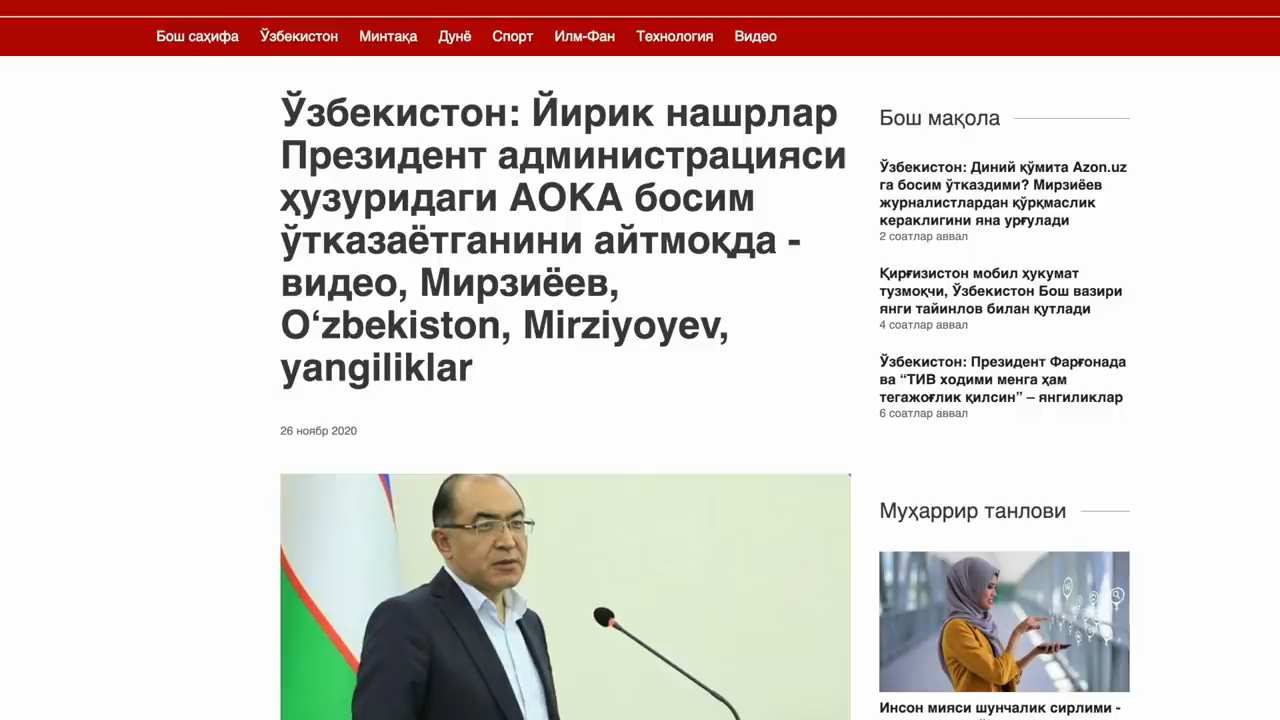 Бош саҳифа Ўзбекистон Минтақа Дунё Спорт Илм-Фан Технология Видео
Ўзбекистон: Йирик нашрлар
Президент администрацияси
ҳузуридаги АОКА босим
ўтказаётганини айтмоқда -
видео, Мирзиёев,
O‘zbekiston, Mirziyoyev,
yangiliklar
26 ноябр 2020
Бош мақола
Ўзбекистон: Диний қўмита Azon.uz
га босим ўтказдими? Мирзиёев
журналистлардан қўрқмаслик
кераклигини яна урғулади
2 соатлар аввал
Қирғизистон мобил ҳукумат
тузмоқчи, Ўзбекистон Бош вазири
янги тайинлов билан қутлади
4 соатлар аввал
Ўзбекистон: Президент Фарғонада
ва “ТИВ ходими менга ҳам
тегажоғлик қилсин” – янгиликлар
6 соатлар аввал
Муҳаррир танлови
Инсон мияси шунчалик сирлими -